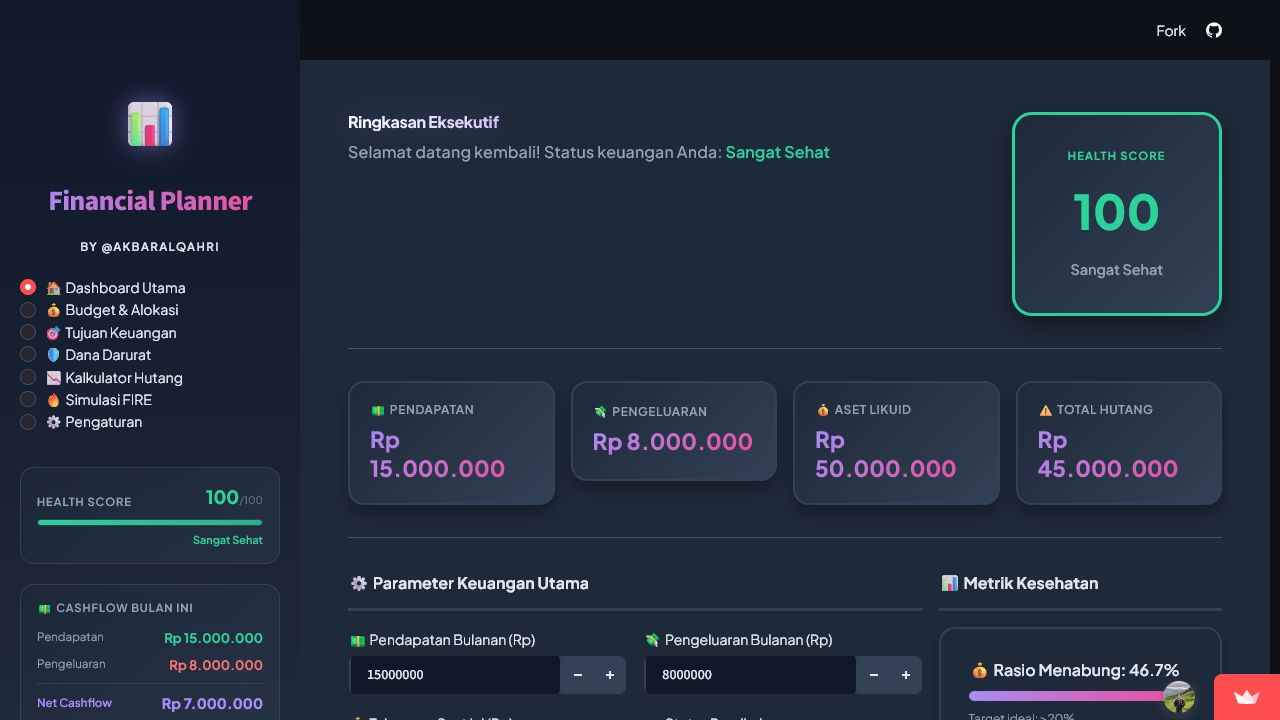 Fork
Financial Planner
BY @AKBARALQAHRI
Dashboard Utama
Budget & Alokasi
Tujuan Keuangan
Dana Darurat
Kalkulator Hutang
Simulasi FIRE
Pengaturan
HEALTH SCORE
100/100
Sangat Sehat
CASHFLOW BULAN INI
Pendapatan Rp 15.000.000
Pengeluaran Rp 8.000.000
Net Cashflow Rp 7.000.000
Ringkasan Eksekutif
Selamat datang kembali! Status keuangan Anda: Sangat Sehat
HEALTH SCORE
100
Sangat Sehat
PENDAPATAN
Rp
15.000.000
PENGELUARAN
Rp 8.000.000
ASET LIKUID
Rp
50.000.000
TOTAL HUTANG
Rp
45.000.000
Parameter Keuangan Utama
Pendapatan Bulanan (Rp)
15000000
Pengeluaran Bulanan (Rp)
8000000
Metrik Kesehatan
Rasio Menabung: 46.7%
Target ideal: >20%